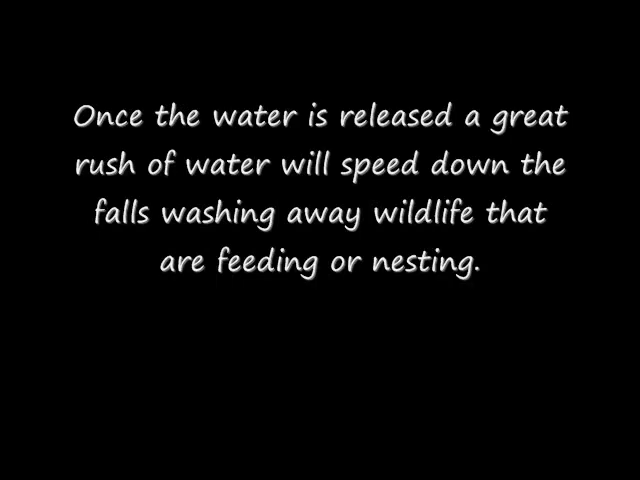 Once the water is released a great
rush of water will speed down the
falls washing away wildlife that
are feeding or nesting.